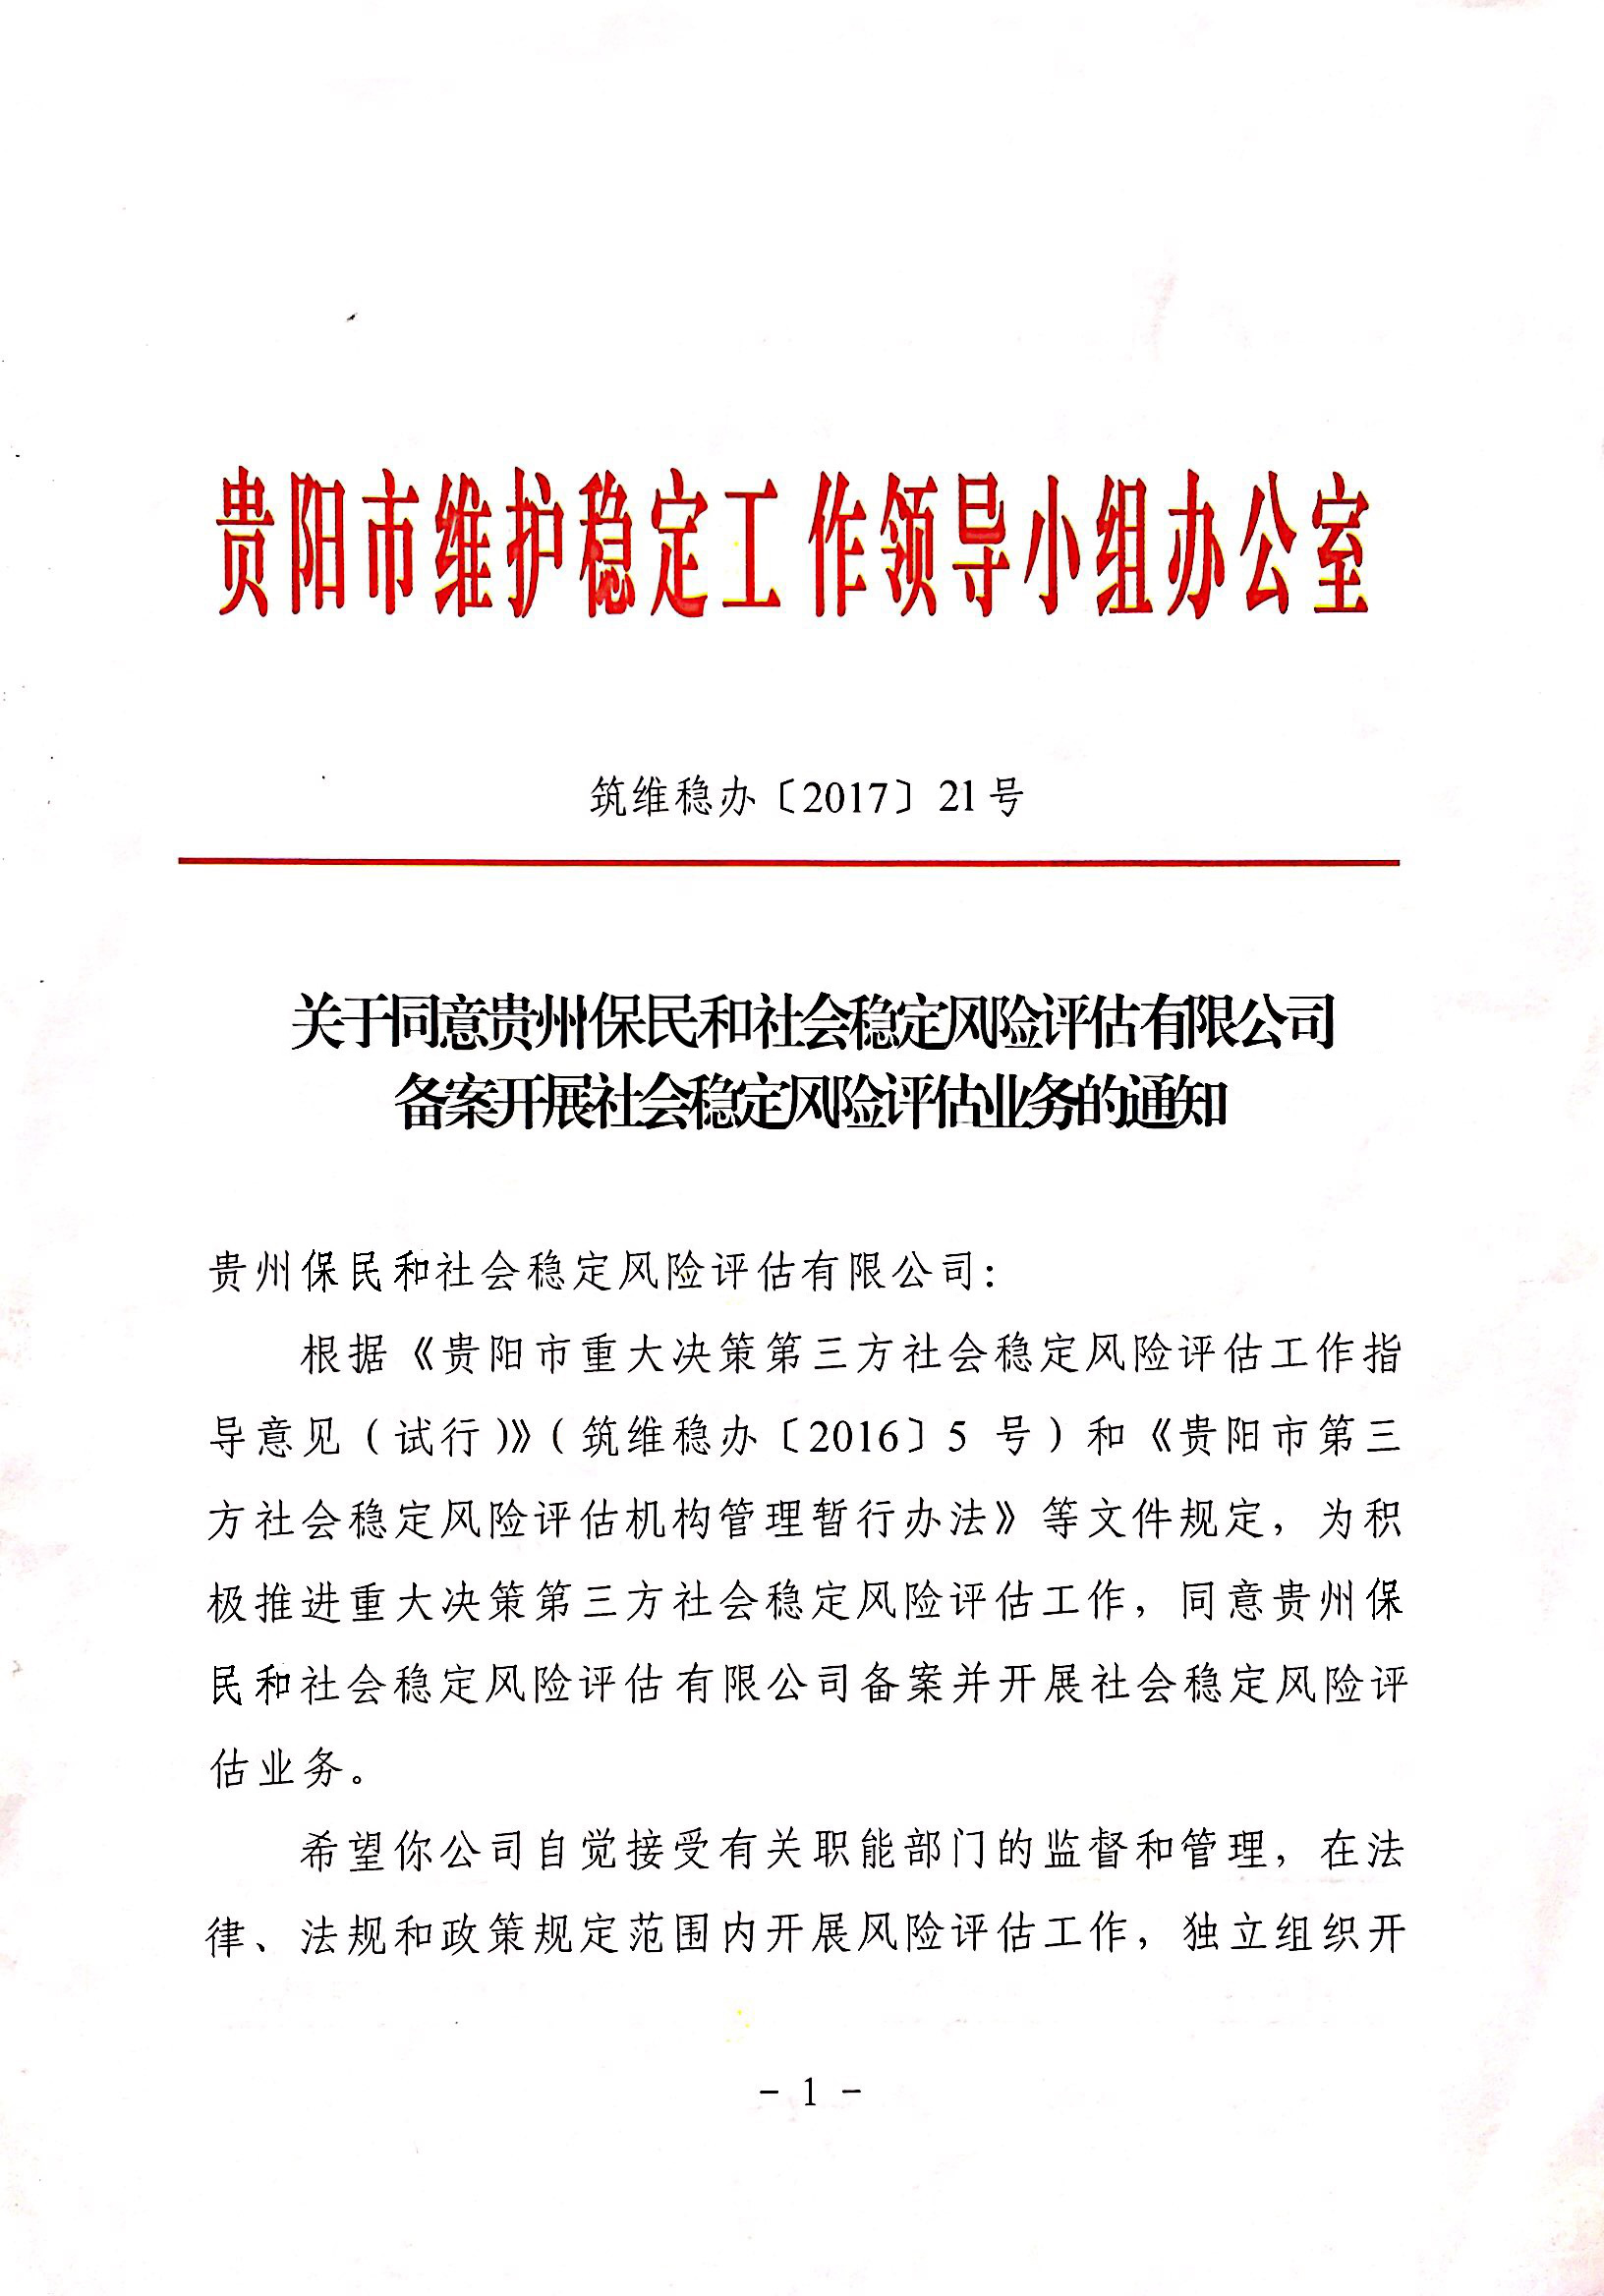 贵阳市维护稳定工作领导小组办公室
筑维稳办〔2017〕21号
关于同意贵州保民和社会稳定风险评估有限公司
备案开展社会稳定风险评估业务的通知
贵州保民和社会稳定风险评估有限公司:
根据《贵阳市重大决策第三方社会稳定风险评估工作指
导意见(试行)》(筑维稳办〔2016〕5 号)和《贵阳市第三
方社会稳定风险评估机构管理暂行办法》等文件规定，为积
极推进重大决策第三方社会稳定风险评估工作，同意贵州保
民和社会稳定风险评估有限公司备案并开展社会稳定风险评
估业务。
希望你公司自觉接受有关职能部门的监督和管理，在法
律、法规和政策规定范围内开展风险评估工作，独立组织开
- 1 -